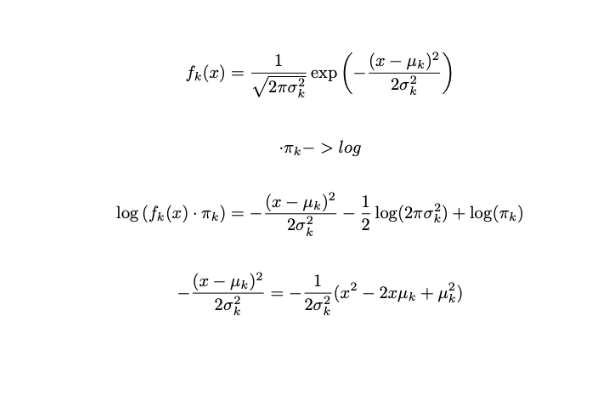 f_k(x) = \frac{1}{\sqrt{2\pi\sigma_k^2}} \exp\left(-\frac{(x-\mu_k)^2}{2\sigma_k^2}\right)
\cdot \pi_k -> log
\log(f_k(x) \cdot \pi_k) = -\frac{(x-\mu_k)^2}{2\sigma_k^2} - \frac{1}{2}\log(2\pi\sigma_k^2) + \log(\pi_k)
-\frac{(x-\mu_k)^2}{2\sigma_k^2} = -\frac{1}{2\sigma_k^2}(x^2 - 2x\mu_k + \mu_k^2)